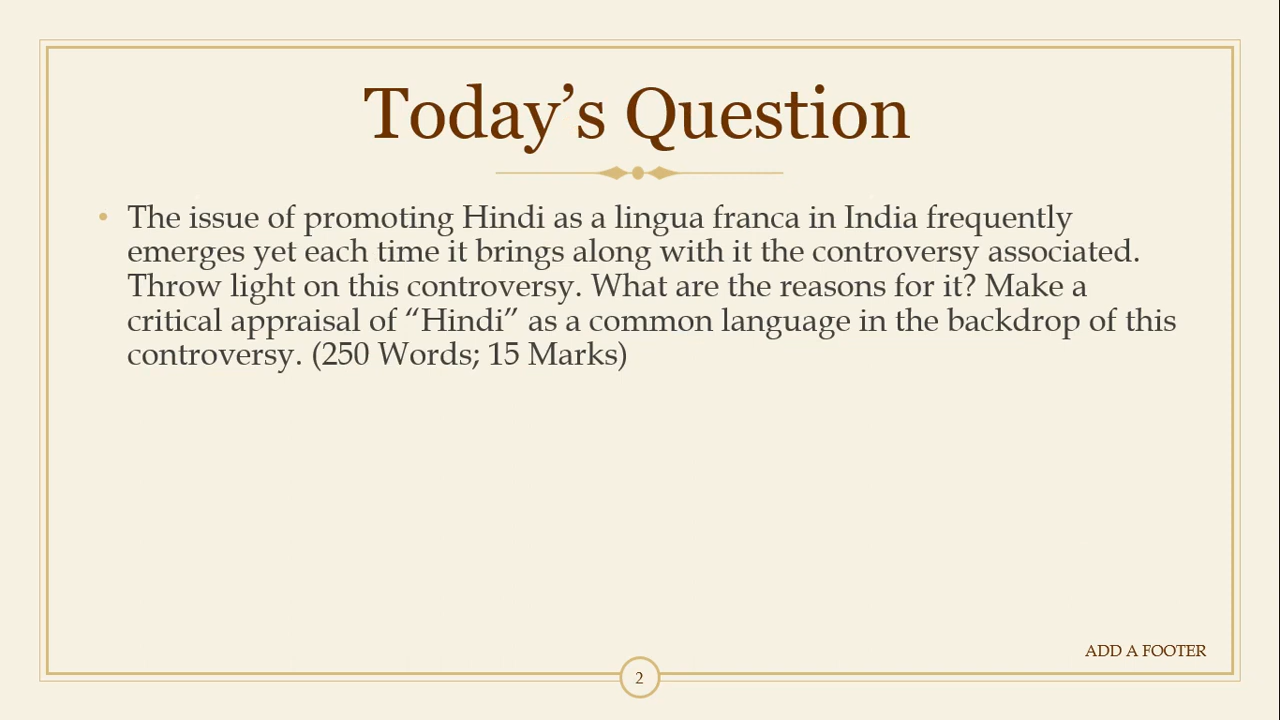 Today’s Question
• The issue of promoting Hindi as a lingua franca in India frequently
emerges yet each time it brings along with it the controversy associated.
Throw light on this controversy. What are the reasons for it? Make a
critical appraisal of “Hindi” as a common language in the backdrop of this
controversy. (250 Words; 15 Marks)
ADD A FOOTER
2